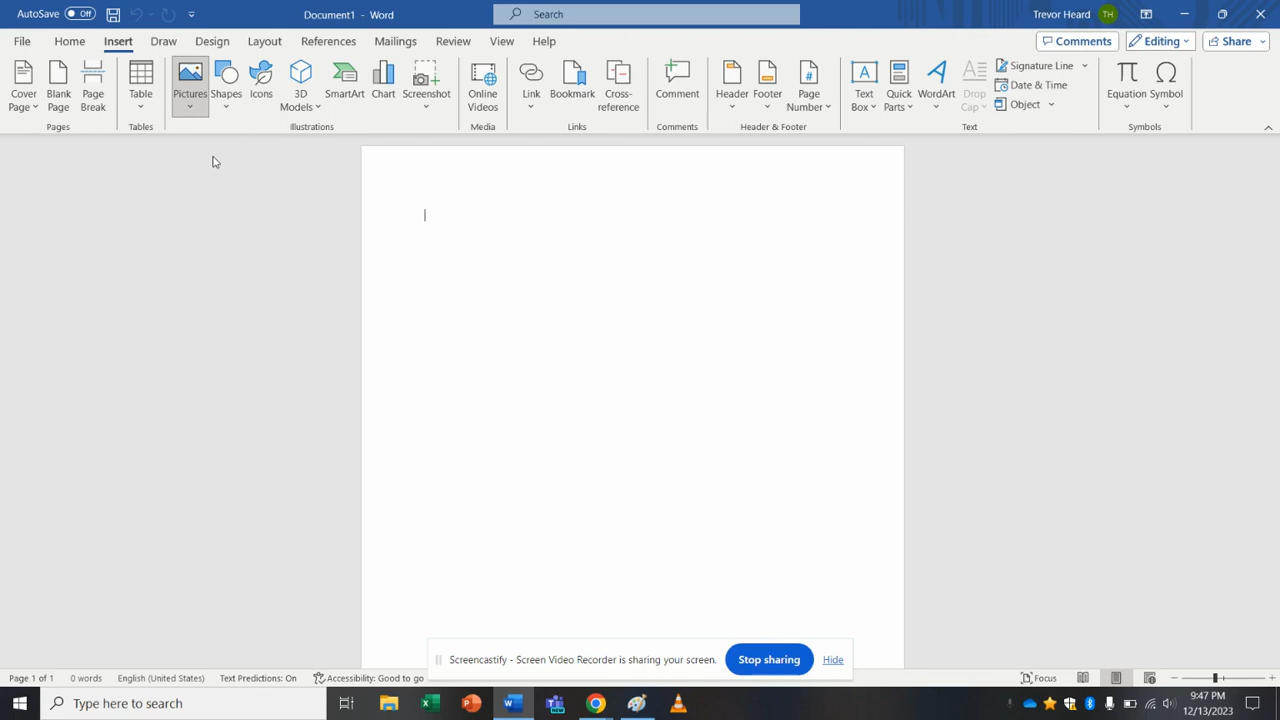 AutoSave Off Document1 - Word Search Trevor Heard TH
File Home Insert Draw Design Layout References Mailings Review View Help Comments Editing Share
Cover Page Blank Page Page Break Table Pictures Shapes Icons 3D Models SmartArt Chart Screenshot Online Videos Link Bookmark Cross-reference Comment Header Footer Page Number Text Box Quick Parts WordArt Drop Cap Signature Line Date & Time Object Equation Symbol
Pages Tables Illustrations Media Links Comments Header & Footer Text Symbols
Screencastify - Screen Video Recorder is sharing your screen. Stop sharing Hide
Page 1 of 1 0 words English (United States) Text Predictions: On Accessibility: Good to go Focus
Type here to search 9:47 PM
12/13/2023